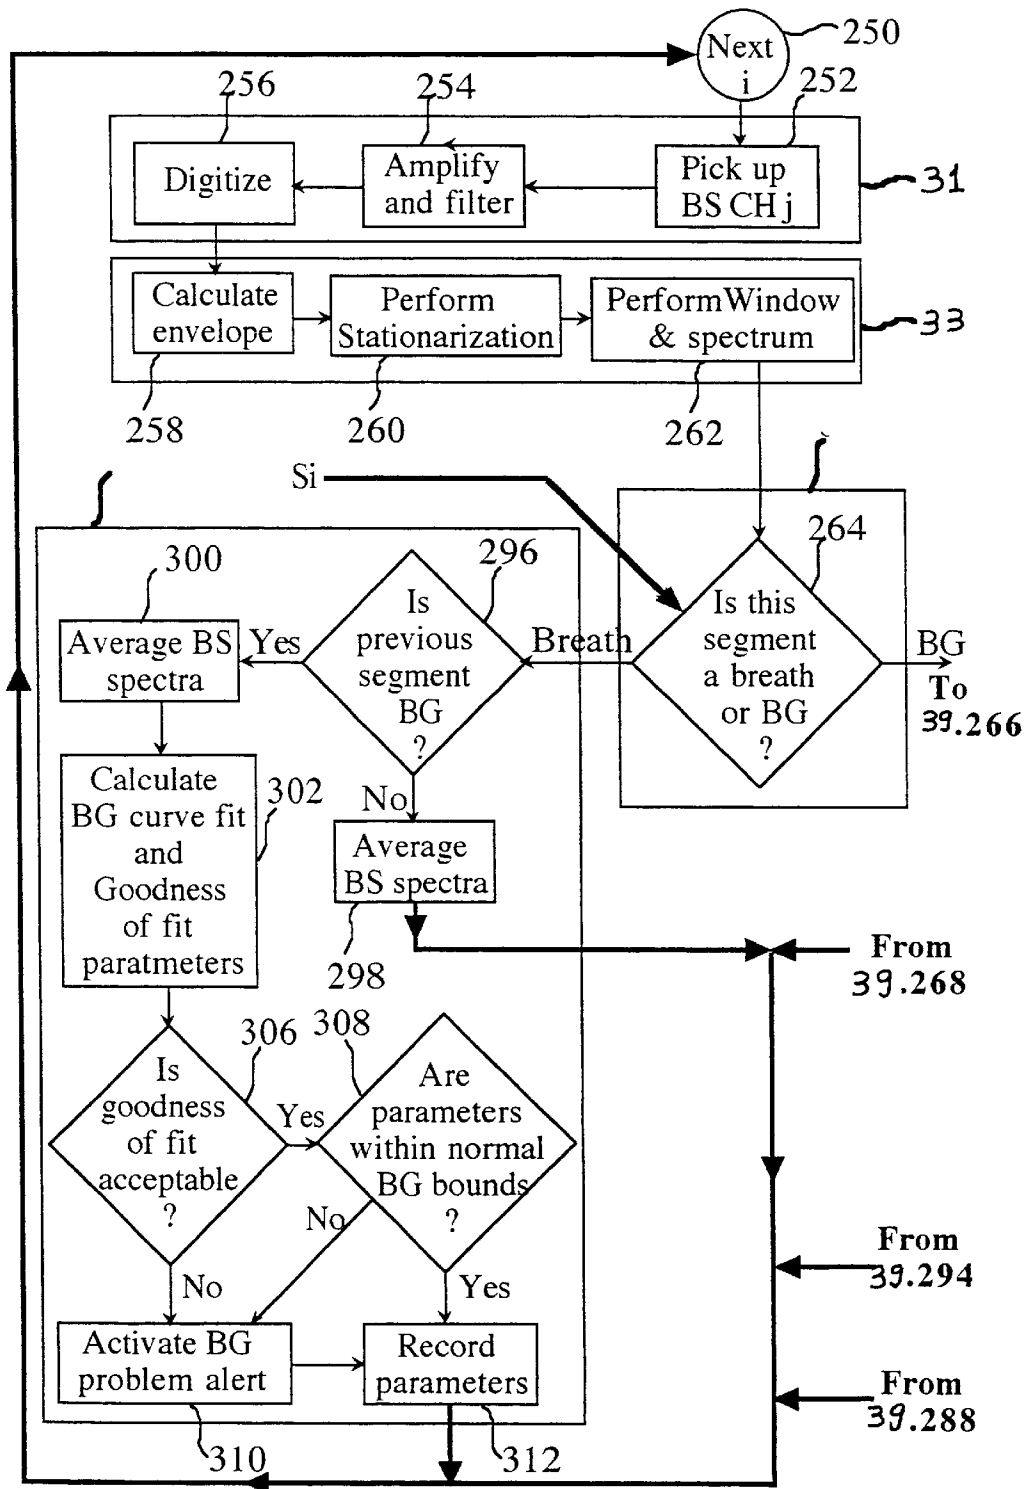 Next
i
250
256
254
252
Digitize
Amplify
and filter
Pick up
BS CH j
31
Calculate
envelope
Perform
Stationarization
Perform Window
& spectrum
33
258
260
262
Si
264
Is this
segment
a breath
or BG
?
BG
To
39.266
Breath
296
Is
previous
segment
BG
?
Yes
300
Average BS
spectra
No
Average
BS spectra
298
302
Calculate
BG curve fit
and
Goodness
of fit
paratmeters
From
39.268
306
Is
goodness
of fit
acceptable
?
Yes
308
Are
parameters
within normal
BG bounds
?
No
No
Yes
From
39.294
Activate BG
problem alert
Record
parameters
From
39.288
310
312